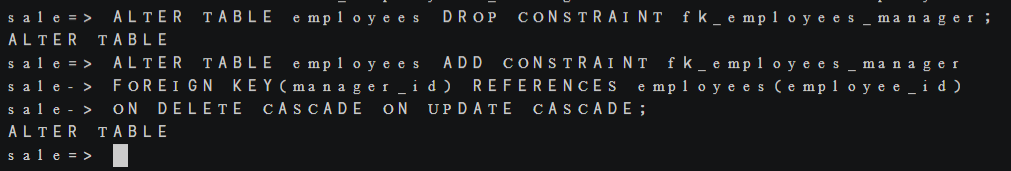 sale=> ALTER TABLE employees DROP CONSTRAINT fk_employees_manager;
ALTER TABLE
sale=> ALTER TABLE employees ADD CONSTRAINT fk_employees_manager
sale-> FOREIGN KEY(manager_id) REFERENCES employees(employee_id)
sale-> ON DELETE CASCADE ON UPDATE CASCADE;
ALTER TABLE
sale=>